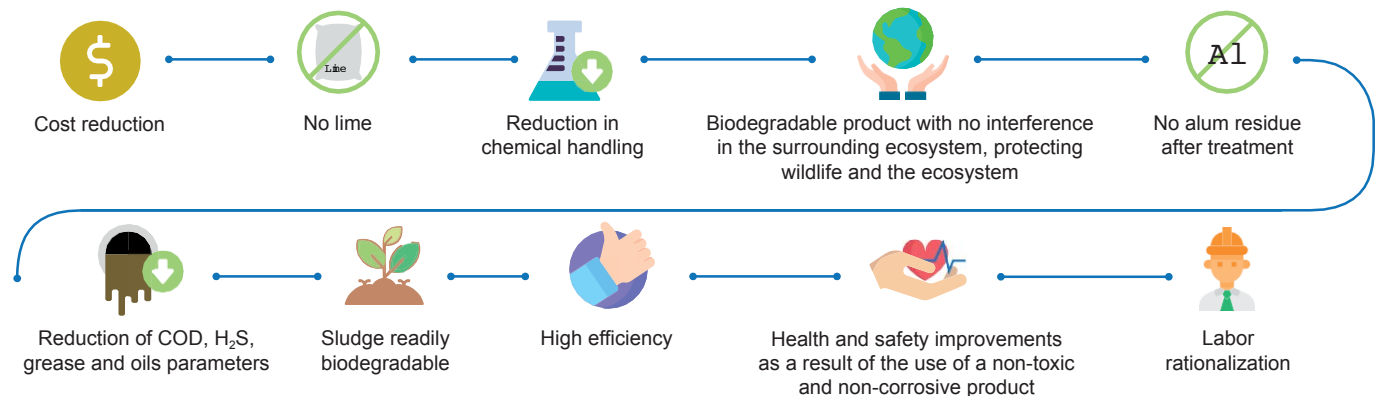 Lime
Al
Cost reduction
No lime
Reduction in
chemical handling
Biodegradable product with no interference
in the surrounding ecosystem, protecting
wildlife and the ecosystem
No alum residue
after treatment
Reduction of COD, H₂S,
grease and oils parameters
Sludge readily
biodegradable
High efficiency
Health and safety improvements
as a result of the use of a non-toxic
and non-corrosive product
Labor
rationalization